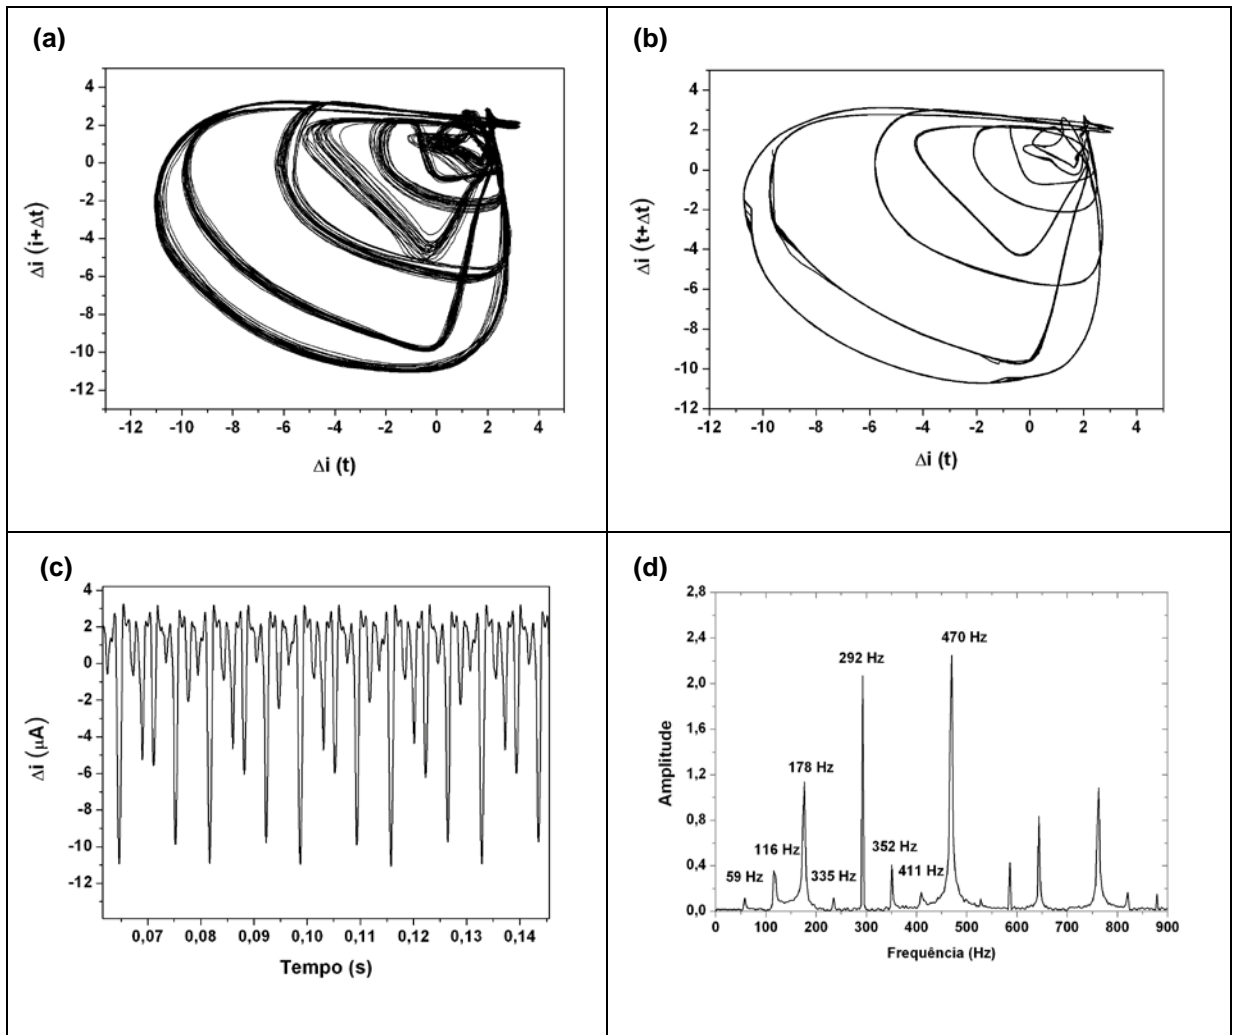 (a)
4
2
0
-2
-4
-6
-8
-10
-12
Δi (i+Δt)
-12 -10 -8 -6 -4 -2 0 2 4
Δi (t)
(b)
4
2
0
-2
-4
-6
-8
-10
-12
Δi (t+Δt)
-12 -10 -8 -6 -4 -2 0 2 4
Δi (t)
(c)
4
2
0
-2
-4
-6
-8
-10
-12
Δi (μA)
0,07 0,08 0,09 0,10 0,11 0,12 0,13 0,14
Tempo (s)
(d)
2,8
2,4
2,0
1,6
1,2
0,8
0,4
0,0
Amplitude
470 Hz
292 Hz
178 Hz
116 Hz
352 Hz
59 Hz
335 Hz
411 Hz
0 100 200 300 400 500 600 700 800 900
Frequência (Hz)